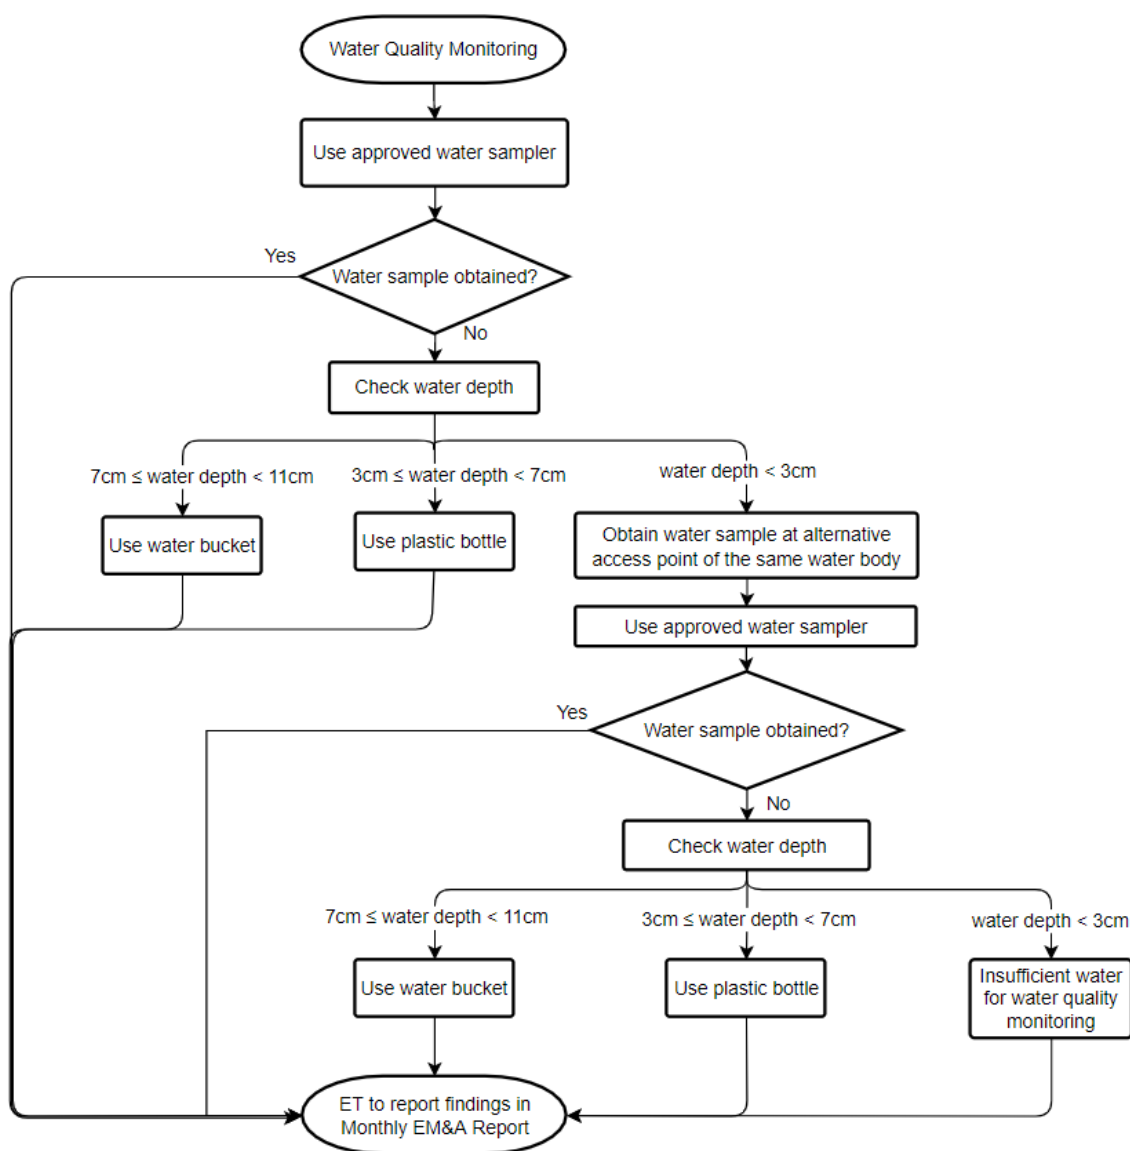 Water Quality Monitoring
Use approved water sampler
Yes
Water sample obtained?
No
Check water depth
7cm ≤ water depth < 11cm
3cm ≤ water depth < 7cm
water depth < 3cm
Use water bucket
Use plastic bottle
Obtain water sample at alternative
access point of the same water body
Use approved water sampler
Yes
Water sample obtained?
No
Check water depth
7cm ≤ water depth < 11cm
3cm ≤ water depth < 7cm
water depth < 3cm
Use water bucket
Use plastic bottle
Insufficient water
for water quality
monitoring
ET to report findings in
Monthly EM&A Report